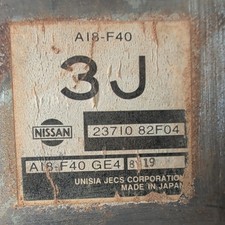 A18-F40
3J
NISSAN 23710 82F04
A18-F40 GE4 8 19
UNISIA JECS CORPORATION
MADE IN JAPAN